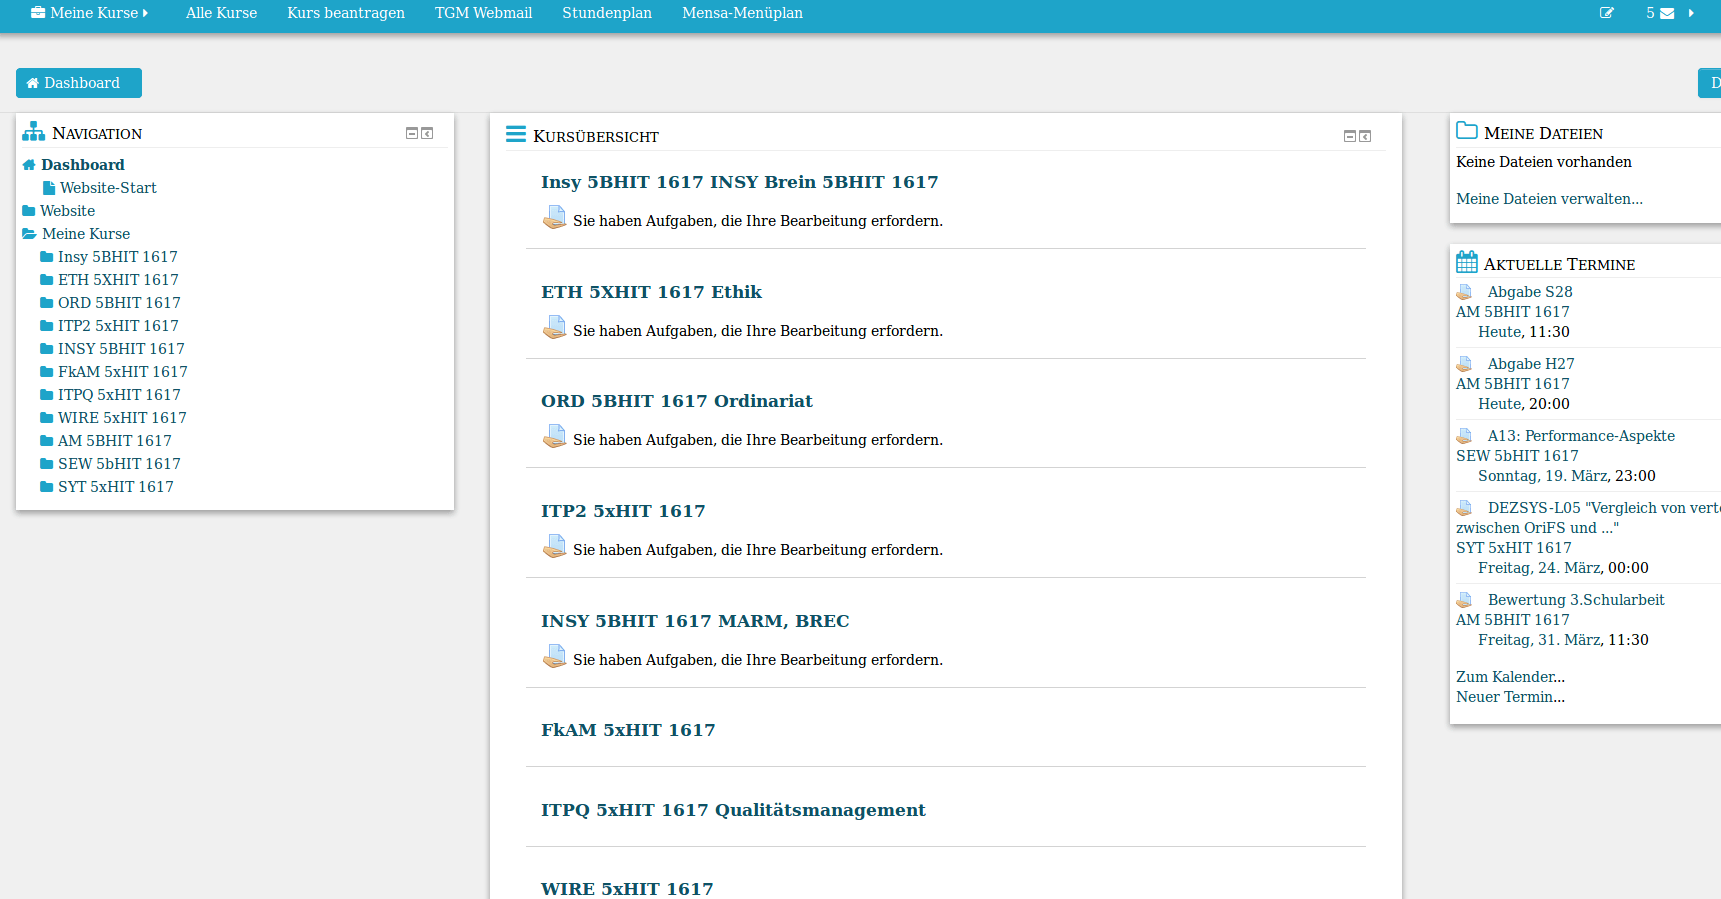 Meine Kurse
Alle Kurse
Kurs beantragen
TGM Webmail
Stundenplan
Mensa-Menüplan
5
Dashboard
D
NAVIGATION
Dashboard
Website-Start
Website
Meine Kurse
Insy 5BHIT 1617
ETH 5XHIT 1617
ORD 5BHIT 1617
ITP2 5xHIT 1617
INSY 5BHIT 1617
FkAM 5xHIT 1617
ITPQ 5xHIT 1617
WIRE 5xHIT 1617
AM 5BHIT 1617
SEW 5bHIT 1617
SYT 5xHIT 1617
KURSÜBERSICHT
Insy 5BHIT 1617 INSY Brein 5BHIT 1617
Sie haben Aufgaben, die Ihre Bearbeitung erfordern.
ETH 5XHIT 1617 Ethik
Sie haben Aufgaben, die Ihre Bearbeitung erfordern.
ORD 5BHIT 1617 Ordinariat
Sie haben Aufgaben, die Ihre Bearbeitung erfordern.
ITP2 5xHIT 1617
Sie haben Aufgaben, die Ihre Bearbeitung erfordern.
INSY 5BHIT 1617 MARM, BREC
Sie haben Aufgaben, die Ihre Bearbeitung erfordern.
FkAM 5xHIT 1617
ITPQ 5xHIT 1617 Qualitätsmanagement
WIRE 5xHIT 1617
MEINE DATEIEN
Keine Dateien vorhanden
Meine Dateien verwalten...
AKTUELLE TERMINE
Abgabe S28
AM 5BHIT 1617
Heute, 11:30
Abgabe H27
AM 5BHIT 1617
Heute, 20:00
A13: Performance-Aspekte
SEW 5bHIT 1617
Sonntag, 19. März, 23:00
DEZSYS-L05 "Vergleich von verte
zwischen OriFS und ..."
SYT 5xHIT 1617
Freitag, 24. März, 00:00
Bewertung 3.Schularbeit
AM 5BHIT 1617
Freitag, 31. März, 11:30
Zum Kalender...
Neuer Termin...